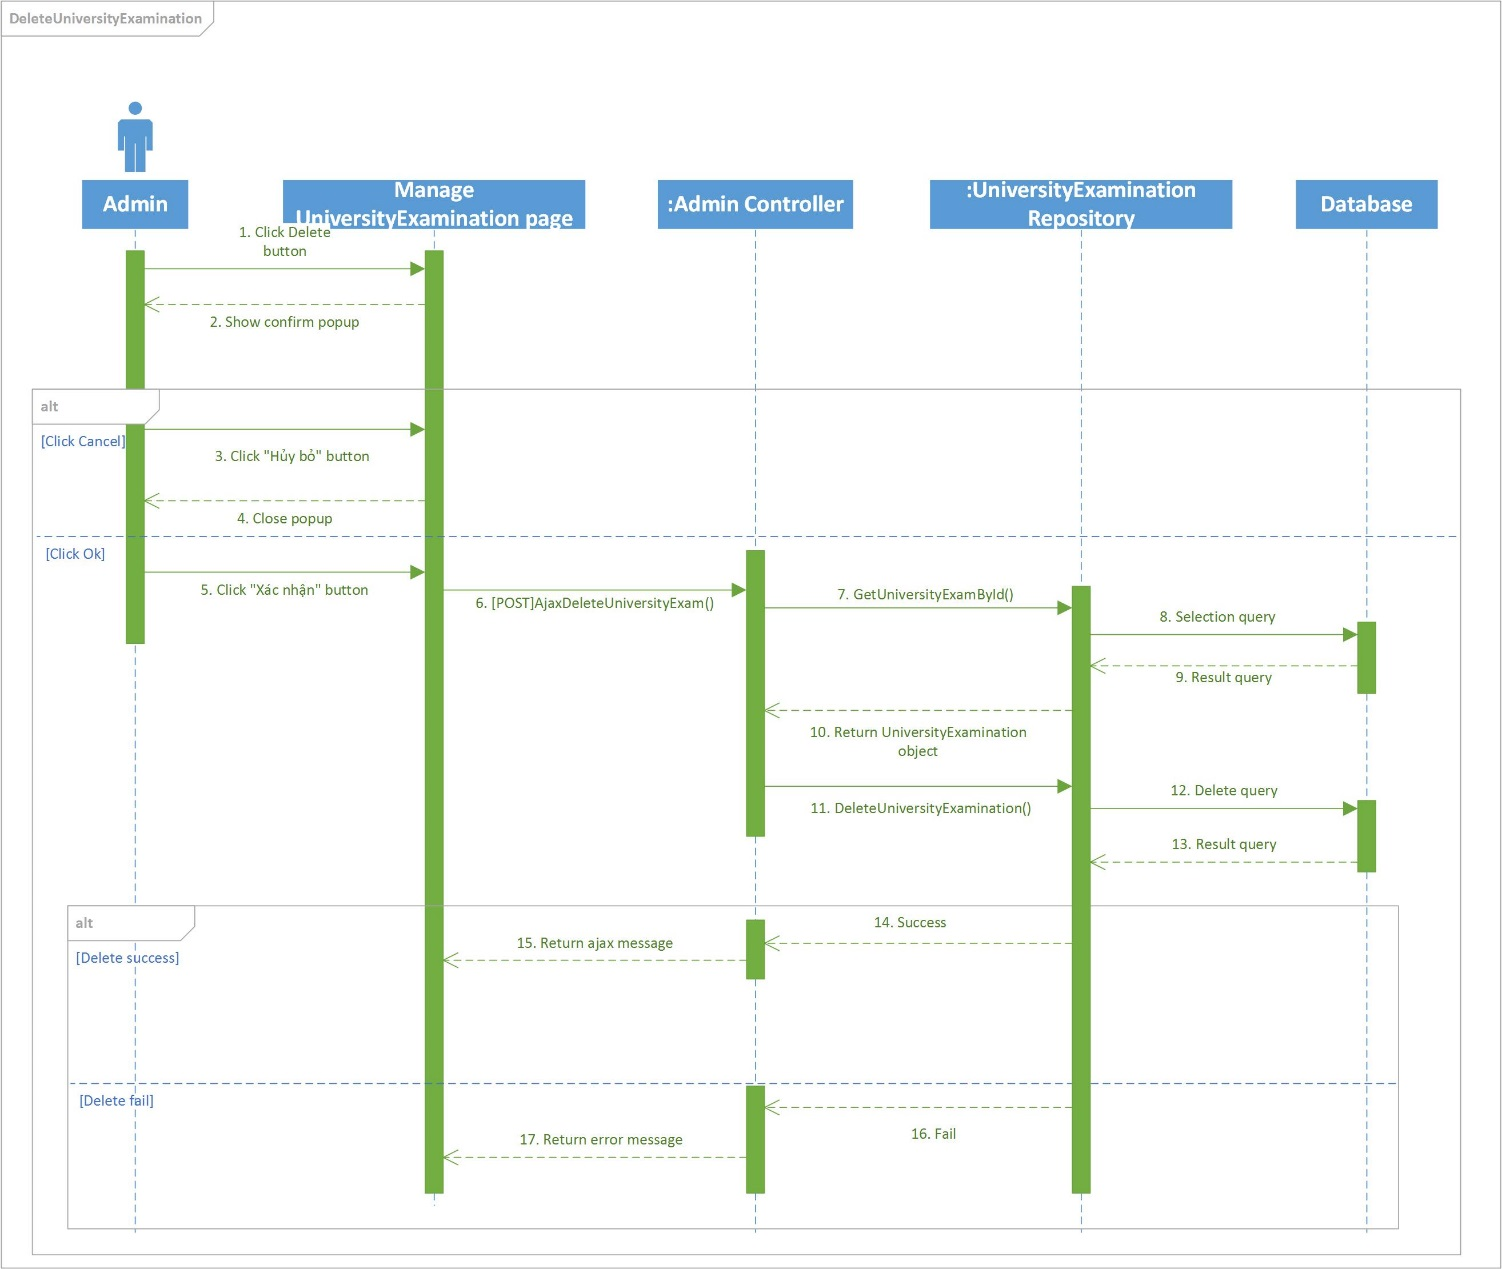 DeleteUniversityExamination
Admin
Manage
UniversityExamination page
:Admin Controller
:UniversityExamination
Repository
Database
1. Click Delete
button
2. Show confirm popup
alt
[Click Cancel]
3. Click "Hủy bỏ" button
4. Close popup
[Click Ok]
5. Click "Xác nhận" button
6. [POST]AjaxDeleteUniversityExam()
7. GetUniversityExamById()
8. Selection query
9. Result query
10. Return UniversityExamination
object
11. DeleteUniversityExamination()
12. Delete query
13. Result query
alt
[Delete success]
14. Success
15. Return ajax message
[Delete fail]
16. Fail
17. Return error message